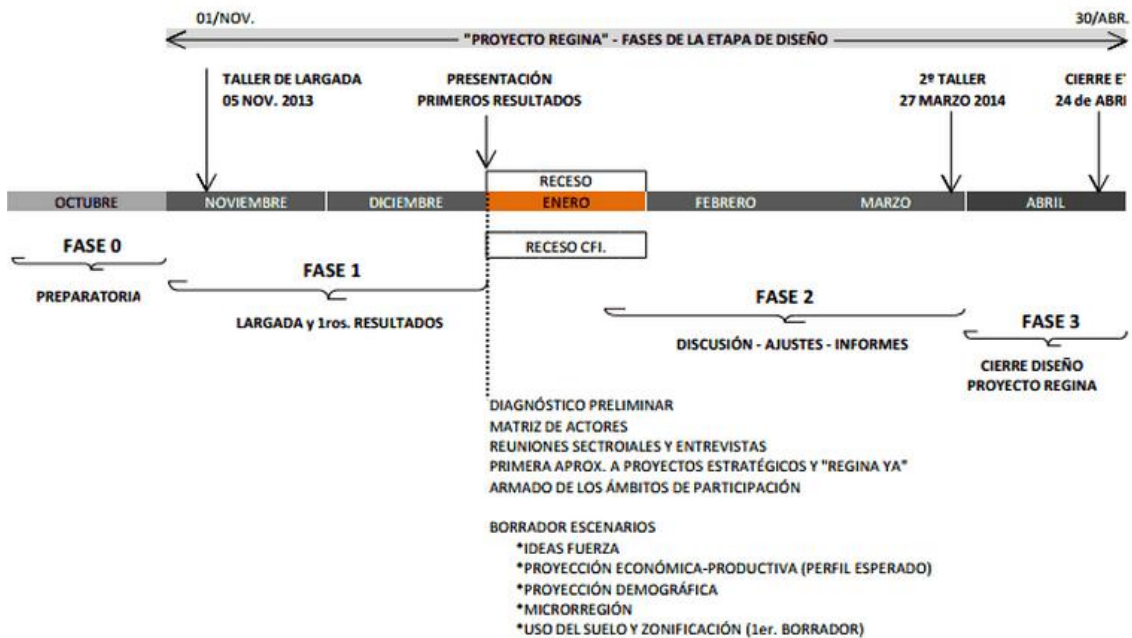 01/NOV.
30/ABR.
"PROYECTO REGINA" - FASES DE LA ETAPA DE DISEÑO
TALLER DE LARGADA
05 NOV. 2013
PRESENTACIÓN
PRIMEROS RESULTADOS
2º TALLER
27 MARZO 2014
CIERRE
24 de
RECESO
OCTUBRE
NOVIEMBRE
DICIEMBRE
ENERO
FEBRERO
MARZO
ABRIL
RECESO CFI.
FASE 0
PREPARATORIA
FASE 1
LARGADA y 1ros. RESULTADOS
FASE 2
DISCUSIÓN - AJUSTES - INFORMES
FASE 3
CIERRE DISEÑO
PROYECTO REGINA
DIAGNÓSTICO PRELIMINAR
MATRIZ DE ACTORES
REUNIONES SECTROIALES Y ENTREVISTAS
PRIMERA APROX. A PROYECTOS ESTRATÉGICOS Y "REGINA YA"
ARMADO DE LOS ÁMBITOS DE PARTICIPACIÓN
BORRADOR ESCENARIOS
*IDEAS FUERZA
*PROYECCIÓN ECONÓMICA-PRODUCTIVA (PERFIL ESPERADO)
*PROYECCIÓN DEMOGRÁFICA
*MICRORREGIÓN
*USO DEL SUELO Y ZONIFICACIÓN (1er. BORRADOR)